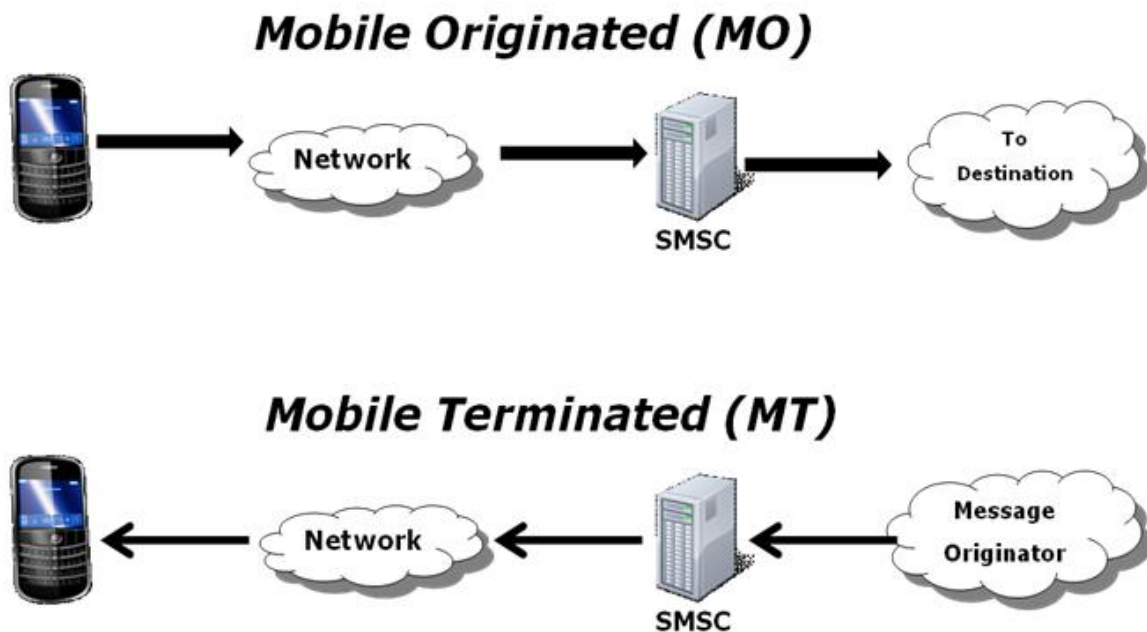 Mobile Originated (MO)
Network
SMSC
To
Destination
Mobile Terminated (MT)
Network
SMSC
Message
Originator